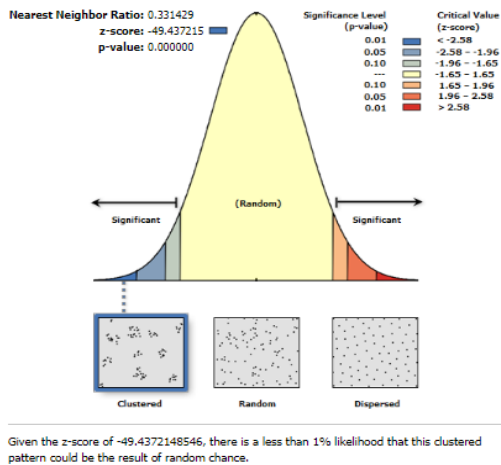 Nearest Neighbor Ratio: 0.331429
z-score: -49.437215
p-value: 0.000000
Significance Level
(p-value)
Critical Value
(z-score)
0.01 < -2.58
0.05 -2.58 – -1.96
0.10 -1.96 – -1.65
--- -1.65 – 1.65
0.10 1.65 – 1.96
0.05 1.96 – 2.58
0.01 > 2.58
(Random)
Significant Significant
Clustered Random Dispersed
Given the z-score of -49.4372148546, there is a less than 1% likelihood that this clustered
pattern could be the result of random chance.